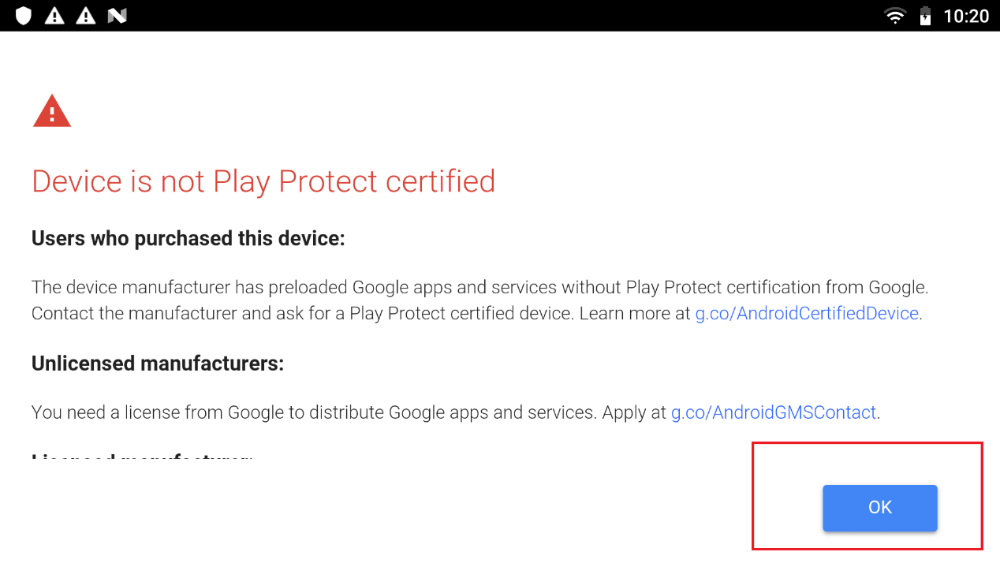 10:20
Device is not Play Protect certified
Users who purchased this device:
The device manufacturer has preloaded Google apps and services without Play Protect certification from Google.
Contact the manufacturer and ask for a Play Protect certified device. Learn more at g.co/AndroidCertifiedDevice.
Unlicensed manufacturers:
You need a license from Google to distribute Google apps and services. Apply at g.co/AndroidGMSContact.
OK